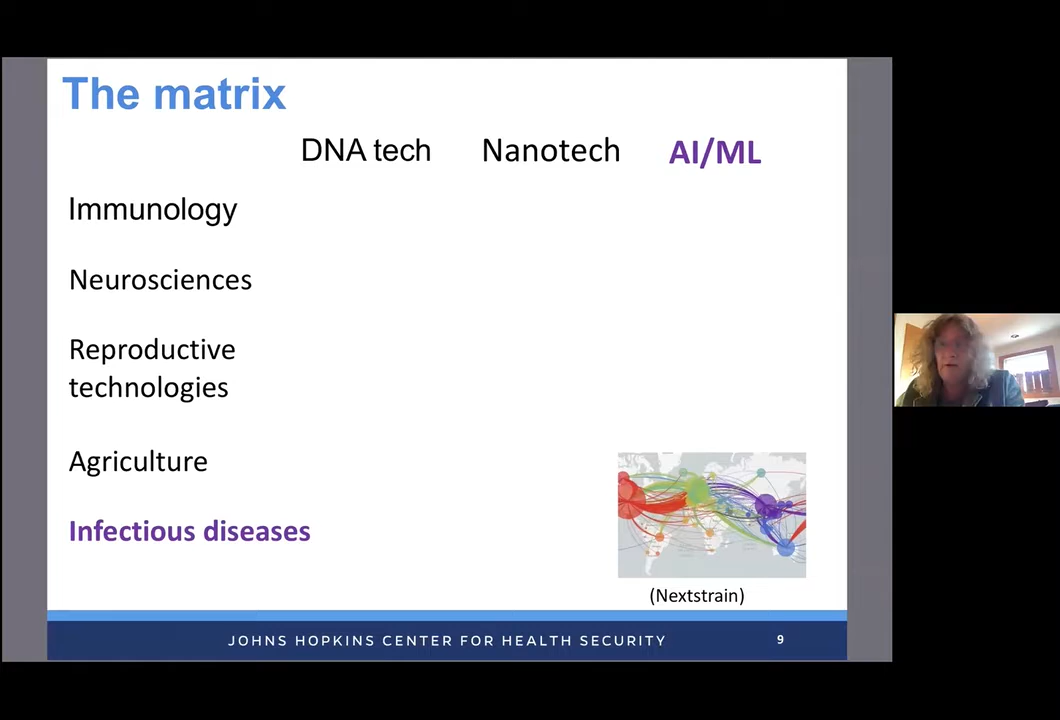 The matrix
DNA tech Nanotech AI/ML
Immunology
Neurosciences
Reproductive
technologies
Agriculture
Infectious diseases
(Nextstrain)
JOHNS HOPKINS CENTER FOR HEALTH SECURITY 9